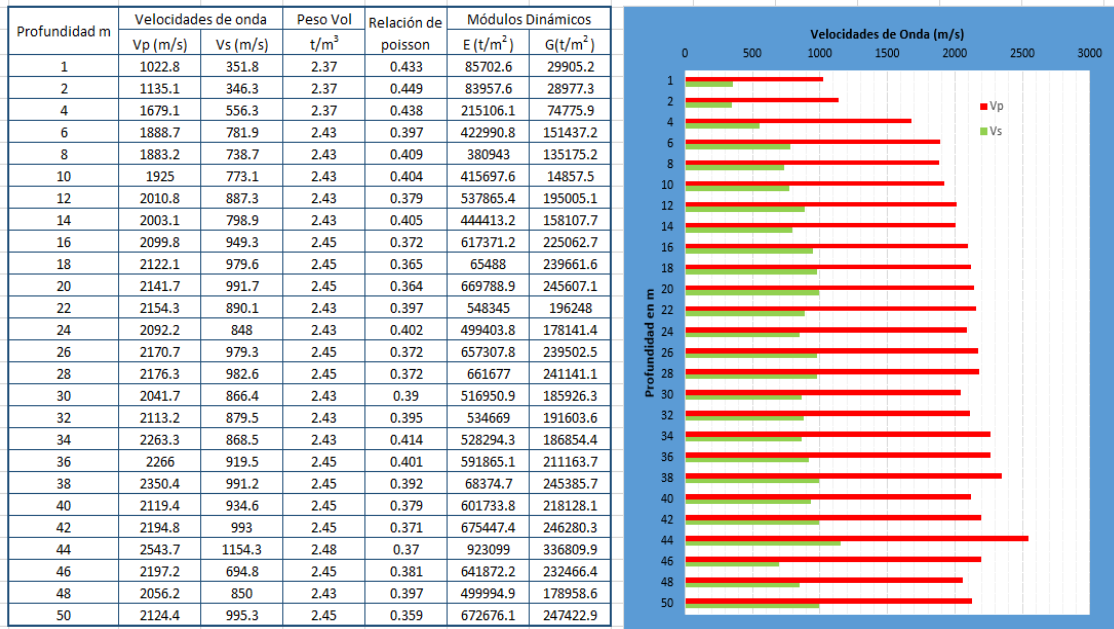 Profundidad m Velocidades de onda Peso Vol Relación de poisson Módulos Dinámicos
Vp (m/s) Vs (m/s) t/m³ E (t/m²) G(t/m²)
1 1022.8 351.8 2.37 0.433 85702.6 29905.2
2 1135.1 346.3 2.37 0.449 83957.6 28977.3
4 1679.1 556.3 2.37 0.438 215106.1 74775.9
6 1888.7 781.9 2.43 0.397 422990.8 151437.2
8 1883.2 738.7 2.43 0.409 380943 135175.2
10 1925 773.1 2.43 0.404 415697.6 14857.5
12 2010.8 887.3 2.43 0.379 537865.4 195005.1
14 2003.1 798.9 2.43 0.405 444413.2 158107.7
16 2099.8 949.3 2.45 0.372 617371.2 225062.7
18 2122.1 979.6 2.45 0.365 65488 239661.6
20 2141.7 991.7 2.45 0.364 669788.9 245607.1
22 2154.3 890.1 2.43 0.397 548345 196248
24 2092.2 848 2.43 0.402 499403.8 178141.4
26 2170.7 979.3 2.45 0.372 657307.8 239502.5
28 2176.3 982.6 2.45 0.372 661677 241141.1
30 2041.7 866.4 2.43 0.39 516950.9 185926.3
32 2113.2 879.5 2.43 0.395 534669 191603.6
34 2263.3 868.5 2.43 0.414 528294.3 186854.4
36 2266 919.5 2.45 0.401 591865.1 211163.7
38 2350.4 991.2 2.45 0.392 68374.7 245385.7
40 2119.4 934.6 2.45 0.379 601733.8 218128.1
42 2194.8 993 2.45 0.371 675447.4 246280.3
44 2543.7 1154.3 2.48 0.37 923099 336809.9
46 2197.2 694.8 2.45 0.381 641872.2 232466.4
48 2056.2 850 2.43 0.397 499994.9 178958.6
50 2124.4 995.3 2.45 0.359 672676.1 247422.9
Velocidades de Onda (m/s)
0 500 1000 1500 2000 2500 3000
Profundidad en m
1
2
4
6
8
10
12
14
16
18
20
22
24
26
28
30
32
34
36
38
40
42
44
46
48
50
Vp
Vs